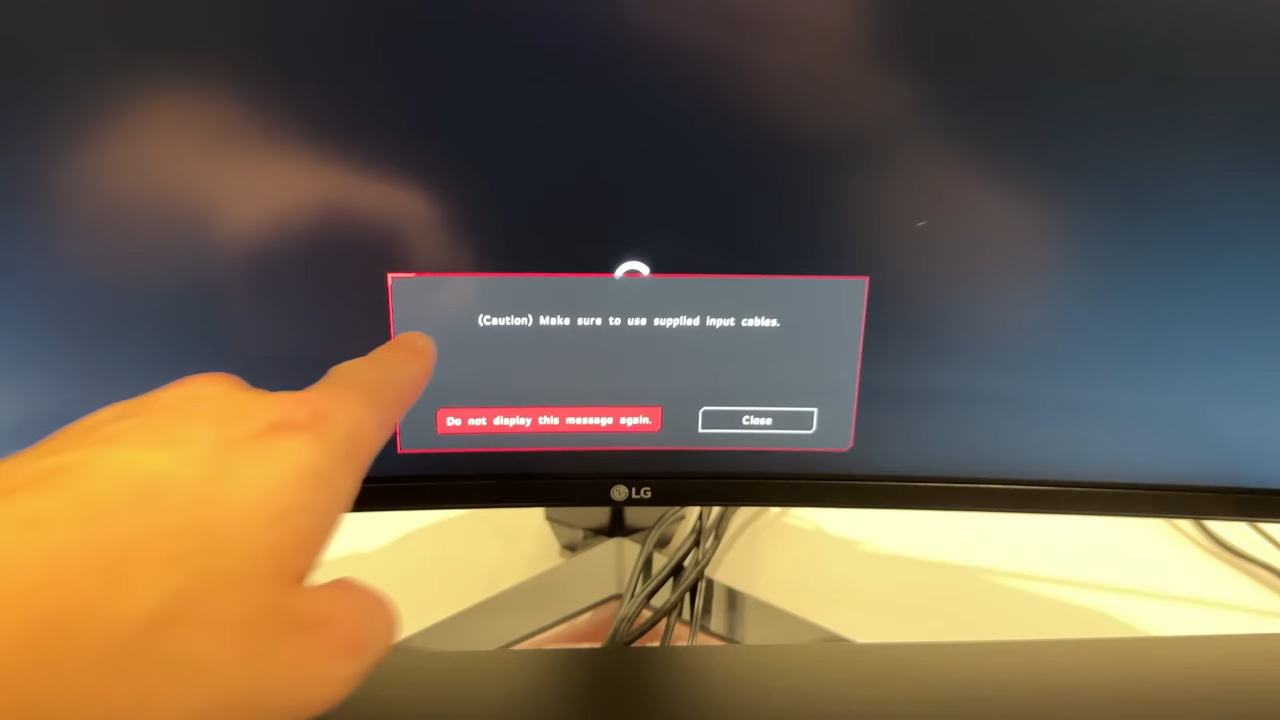 (Caution) Make sure to use supplied input cables.
Do not display this message again.
Close
LG